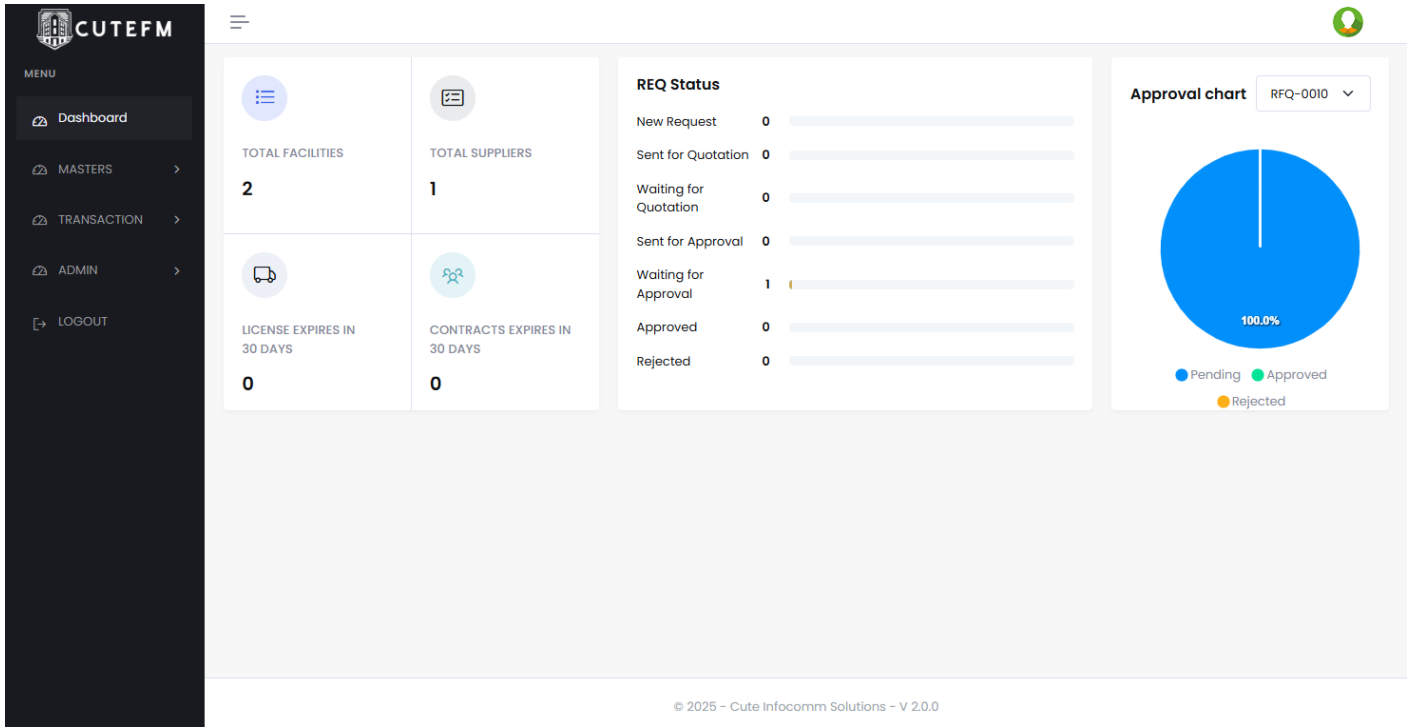 CUTEFM
MENU
Dashboard
MASTERS
TRANSACTION
ADMIN
LOGOUT
TOTAL FACILITIES
2
TOTAL SUPPLIERS
1
LICENSE EXPIRES IN
30 DAYS
0
CONTRACTS EXPIRES IN
30 DAYS
0
REQ Status
New Request 0
Sent for Quotation 0
Waiting for
Quotation 0
Sent for Approval 0
Waiting for
Approval 1
Approved 0
Rejected 0
Approval chart RFQ-0010
100.0%
Pending Approved
Rejected
© 2025 - Cute Infocomm Solutions - V 2.0.0